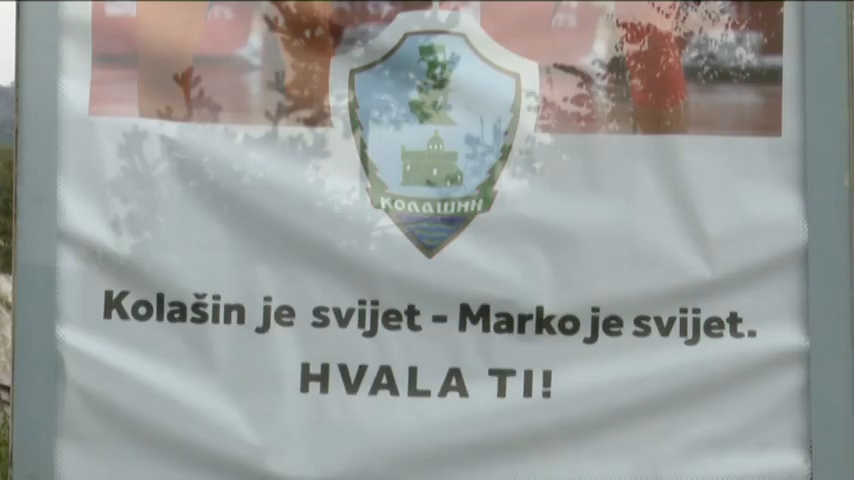 КОЛАШИН
Kolašin je svijet - Marko je svijet.
HVALA TI!